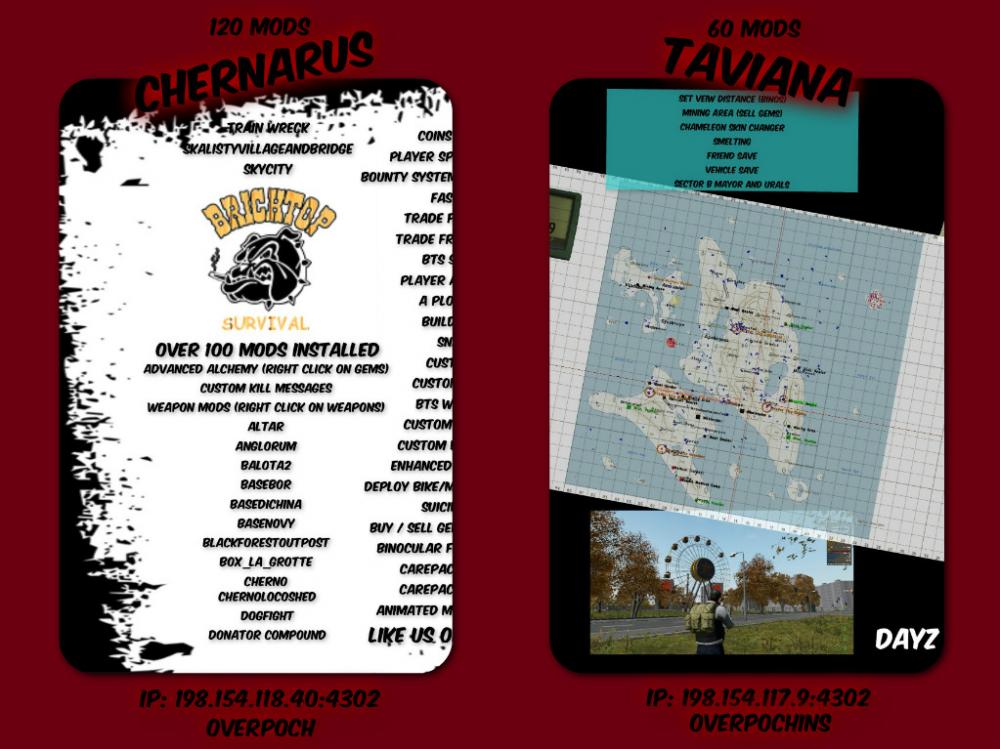 120 MODS
CHERNARUS
TRAIN WRECK
SKALISTYVILLAGEANDBRIDGE
SKYCITY
BRICKTOP
SURVIVAL
OVER 100 MODS INSTALLED
ADVANCED ALCHEMY (RIGHT CLICK ON GEMS)
CUSTOM KILL MESSAGES
WEAPON MODS (RIGHT CLICK ON WEAPONS)
ALTAR
ANGLORUM
BALOTA2
BASEBOR
BASEDICHINA
BASENOVY
BLACKFORESTOUTPOST
BOX_LA_GROTTE
CHERNO
CHERNOLOCOSHED
DOGFIGHT
DONATOR COMPOUND
COINS
PLAYER SP
BOUNTY SYSTEM
FAS
TRADE F
TRADE FR
BTS S
PLAYER A
A PLO
BUILD
SN
CUST
CUSTO
BTS W
CUSTOM
CUSTOM
ENHANCED
DEPLOY BIKE/M
SUICI
BUY / SELL GE
BINOCULAR F
CAREPAC
CAREPAC
ANIMATED M
LIKE US O
IP: 198.154.118.40:4302
OVERPOCH
60 MODS
TAVIANA
SET VEIW DISTANCE (BINOS)
MINING AREA (SELL GEMS)
CHAMELEON SKIN CHANGER
SMELTING
FRIEND SAVE
VEHICLE SAVE
SECTOR B MAYOR AND URALS
DAYZ
IP: 198.154.117.9:4302
OVERPOCHINS